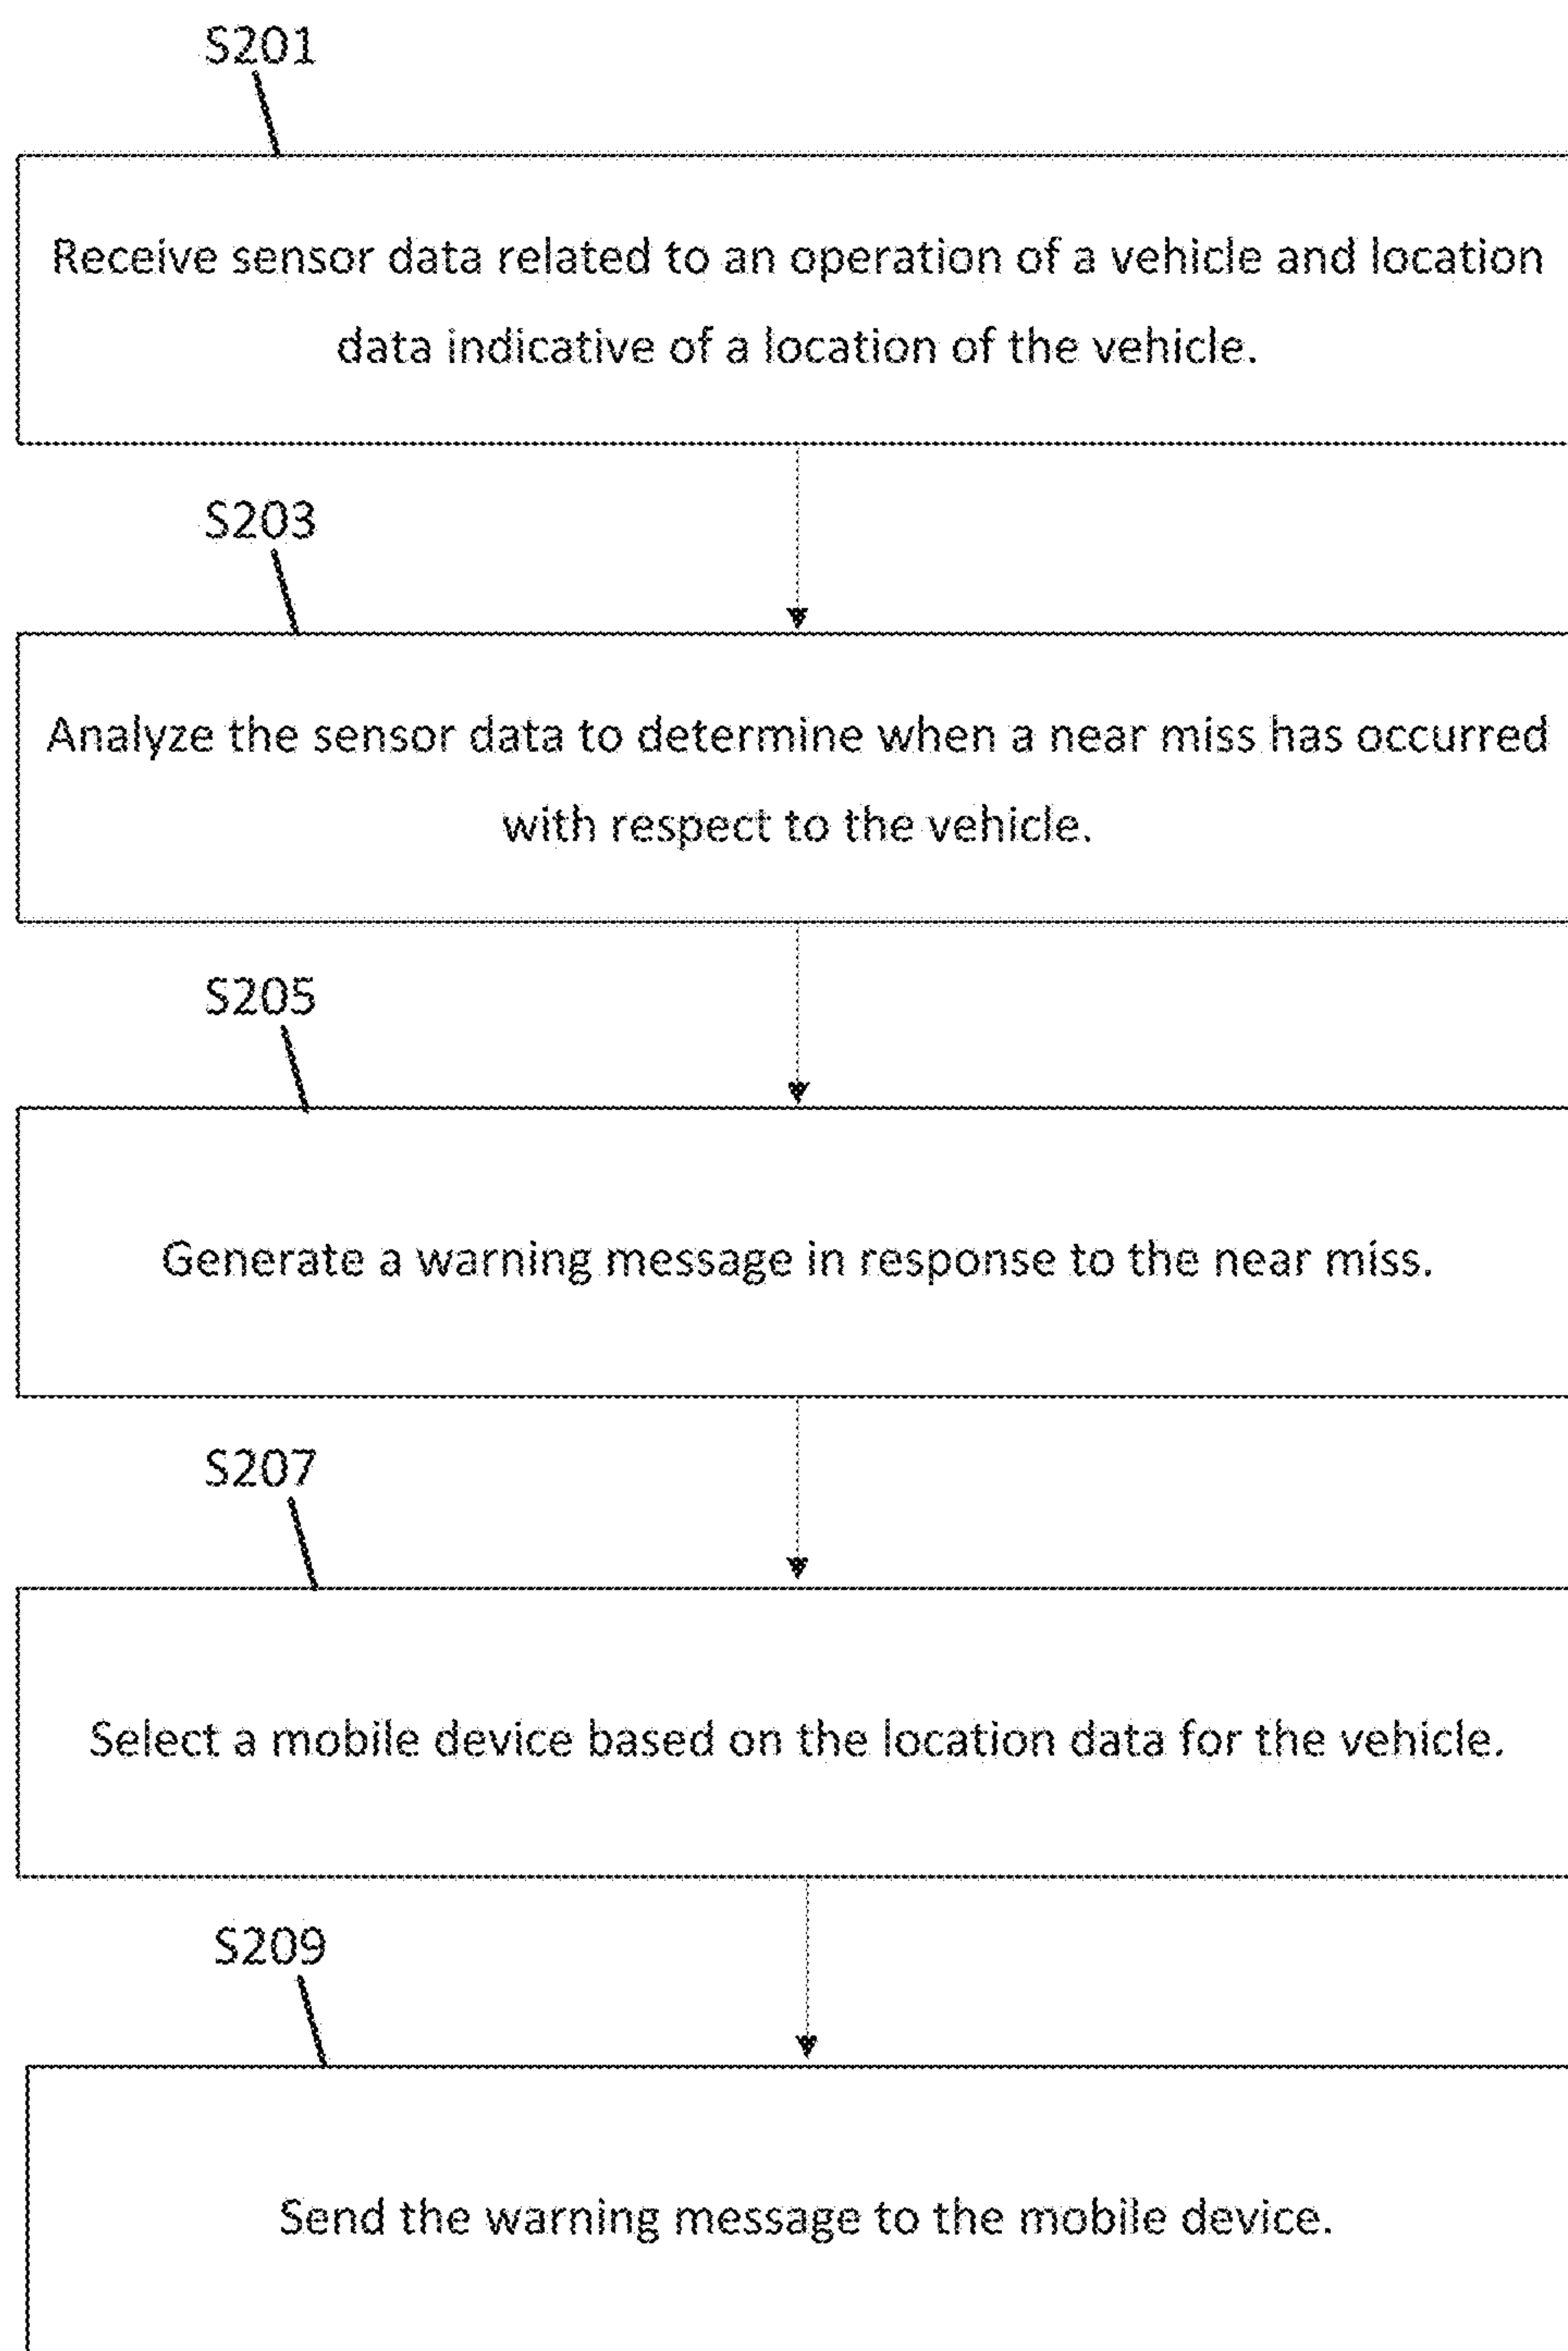 S201
Receive sensor data related to an operation of a vehicle and location
data indicative of a location of the vehicle.
S203
Analyze the sensor data to determine when a near miss has occurred
with respect to the vehicle.
S205
Generate a warning message in response to the near miss.
S207
Select a mobile device based on the location data for the vehicle.
S209
Send the warning message to the mobile device.